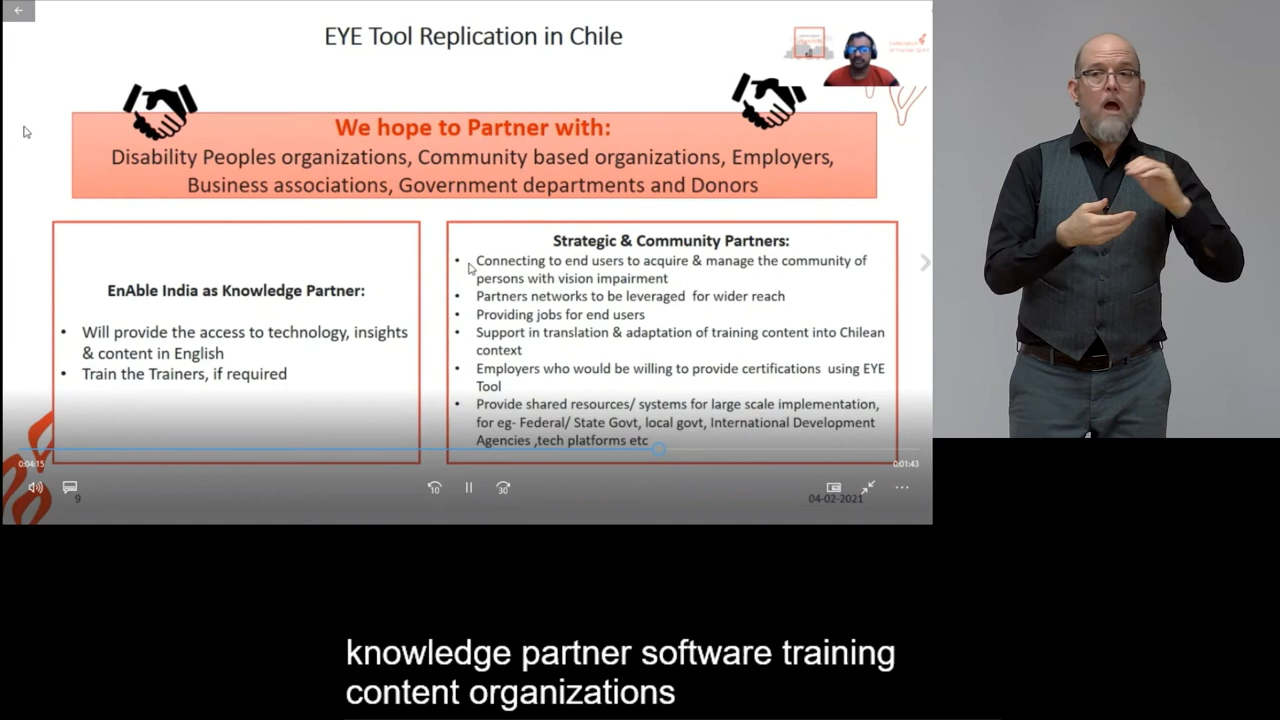 EYE Tool Replication in Chile
We hope to Partner with:
Disability Peoples organizations, Community based organizations, Employers,
Business associations, Government departments and Donors
EnAble India as Knowledge Partner:
• Will provide the access to technology, insights
& content in English
• Train the Trainers, if required
Strategic & Community Partners:
• Connecting to end users to acquire & manage the community of
persons with vision impairment
• Partners networks to be leveraged for wider reach
• Providing jobs for end users
• Support in translation & adaptation of training content into Chilean
context
• Employers who would be willing to provide certifications using EYE
Tool
• Provide shared resources/ systems for large scale implementation,
for eg- Federal/ State Govt, local govt, International Development
Agencies ,tech platforms etc
0:04:15
0:01:43
10
30
9
04-02-2021
knowledge partner software training
content organizations